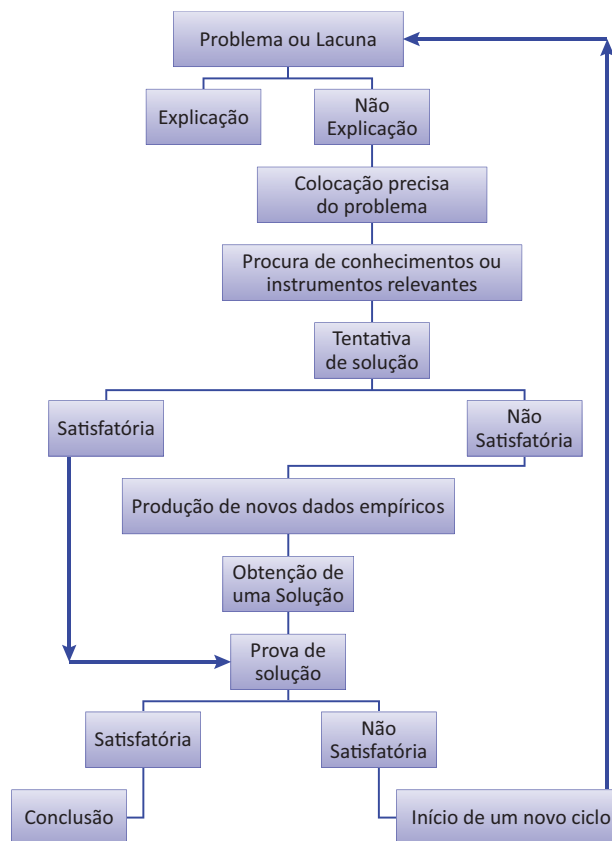 Problema ou Lacuna
Explicação
Não
Explicação
Colocação precisa
do problema
Procura de conhecimentos ou
instrumentos relevantes
Tentativa
de solução
Satisfatória
Não
Satisfatória
Produção de novos dados empíricos
Obtenção de
uma Solução
Prova de
solução
Satisfatória
Não
Satisfatória
Conclusão
Início de um novo ciclo